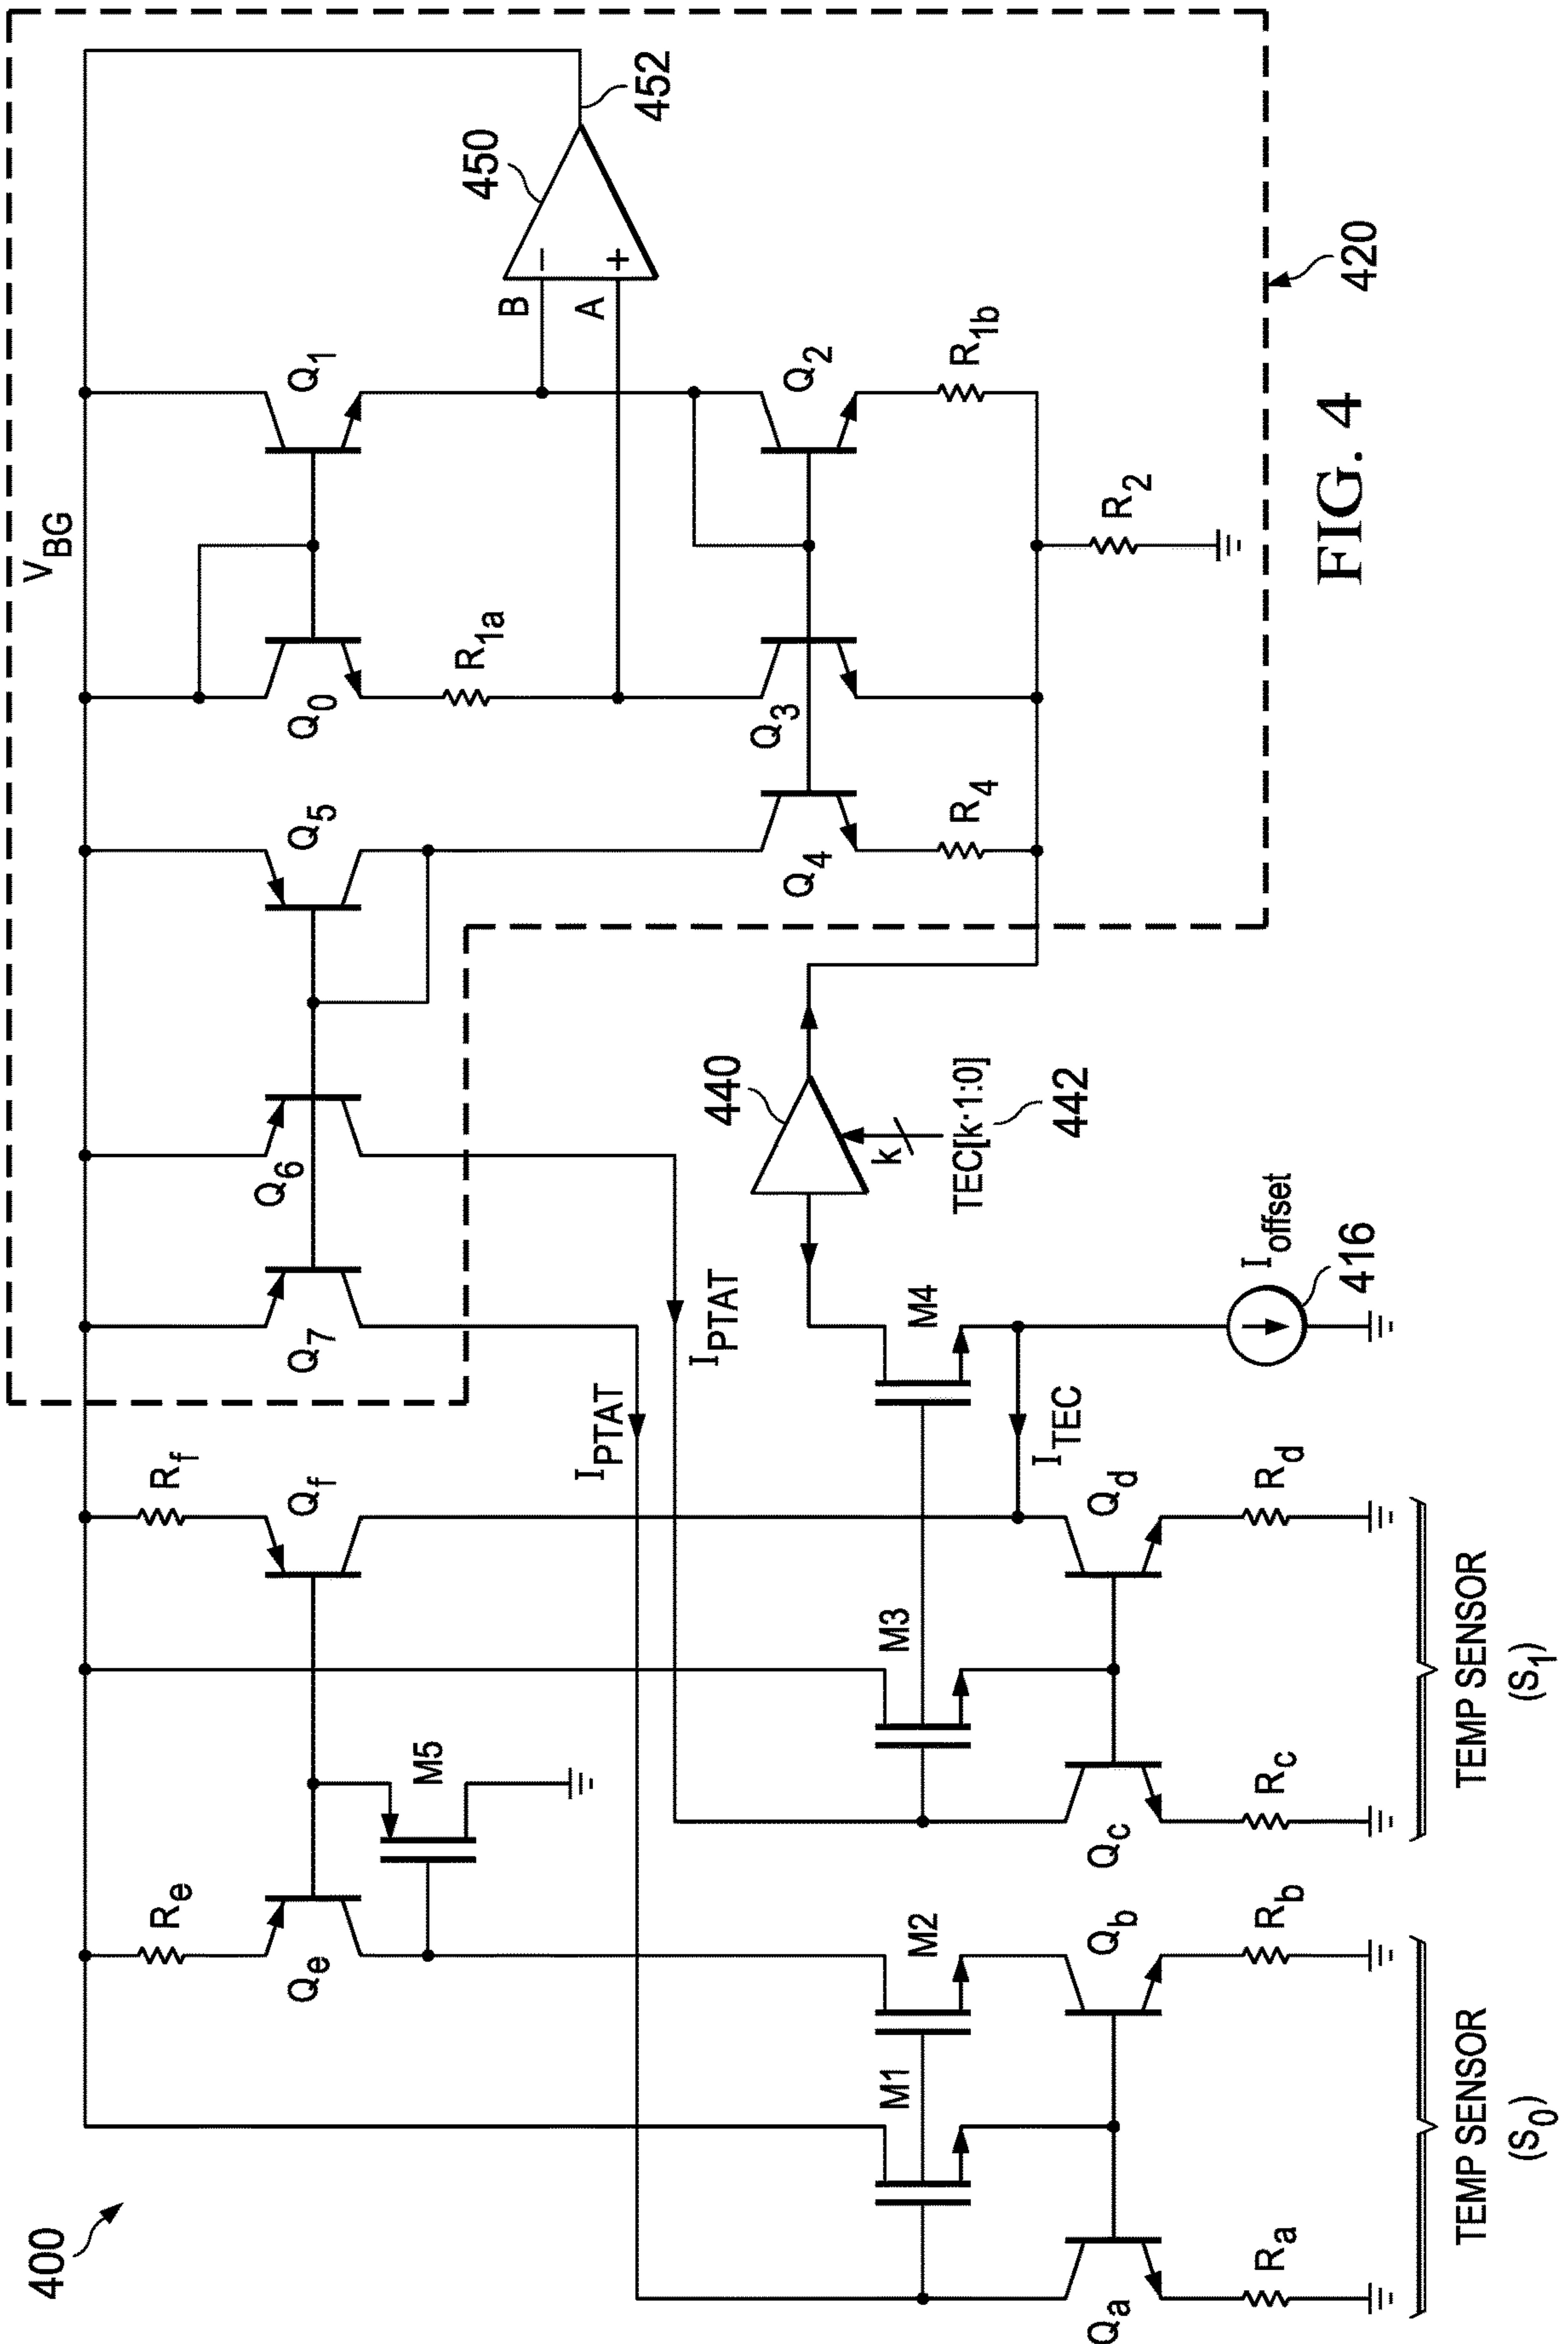 400
V_BG
R_e
Q_e
M5
R_f
Q_f
Q_7
Q_6
Q_5
Q_0
Q_1
R_1a
B
A
−
+
450
452
I_PTAT
I_PTAT
Q_4
Q_3
Q_2
R_4
R_1b
R_2
420
440
k
TEC[k-1:0]
442
M1
M2
M3
M4
I_TEC
I_offset
416
Q_a
Q_b
Q_c
Q_d
R_a
R_b
R_c
R_d
TEMP SENSOR
(S_0)
TEMP SENSOR
(S_1)
FIG. 4